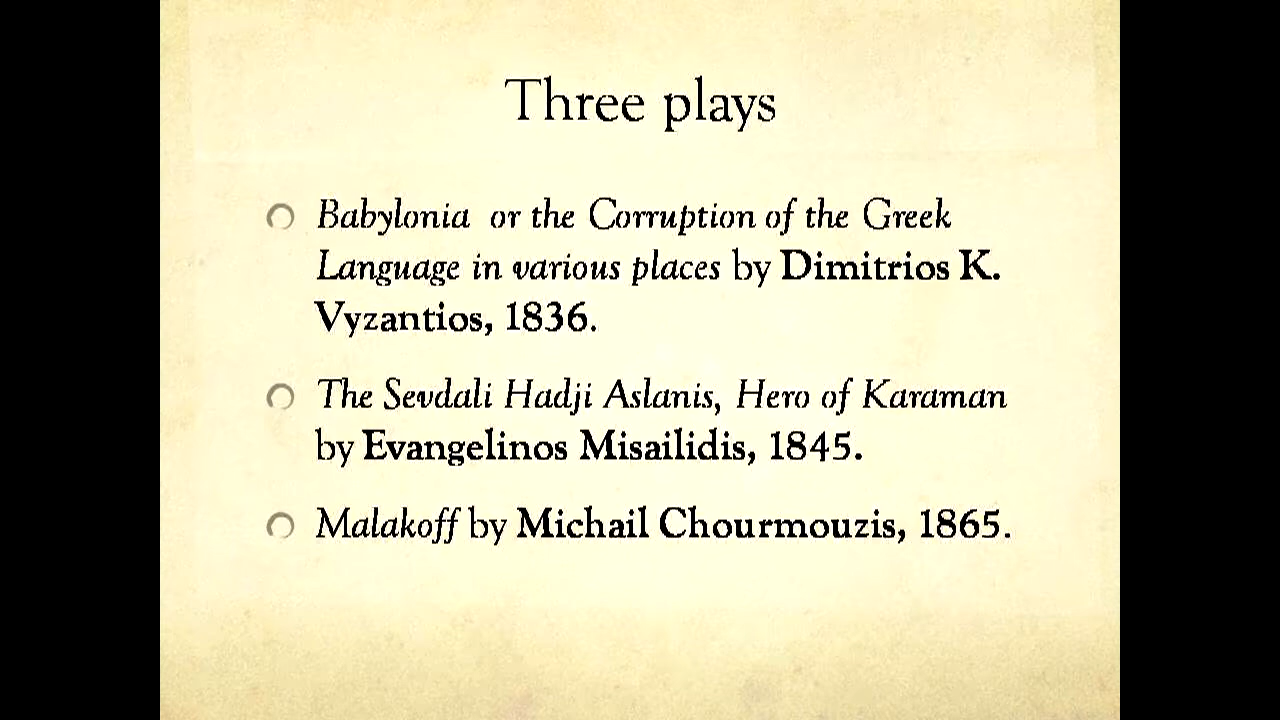 Three plays
Babylonia or the Corruption of the Greek
Language in various places by Dimitrios K.
Vyzantios, 1836.
The Sevdali Hadji Aslanis, Hero of Karaman
by Evangelinos Misailidis, 1845.
Malakoff by Michail Chourmouzis, 1865.